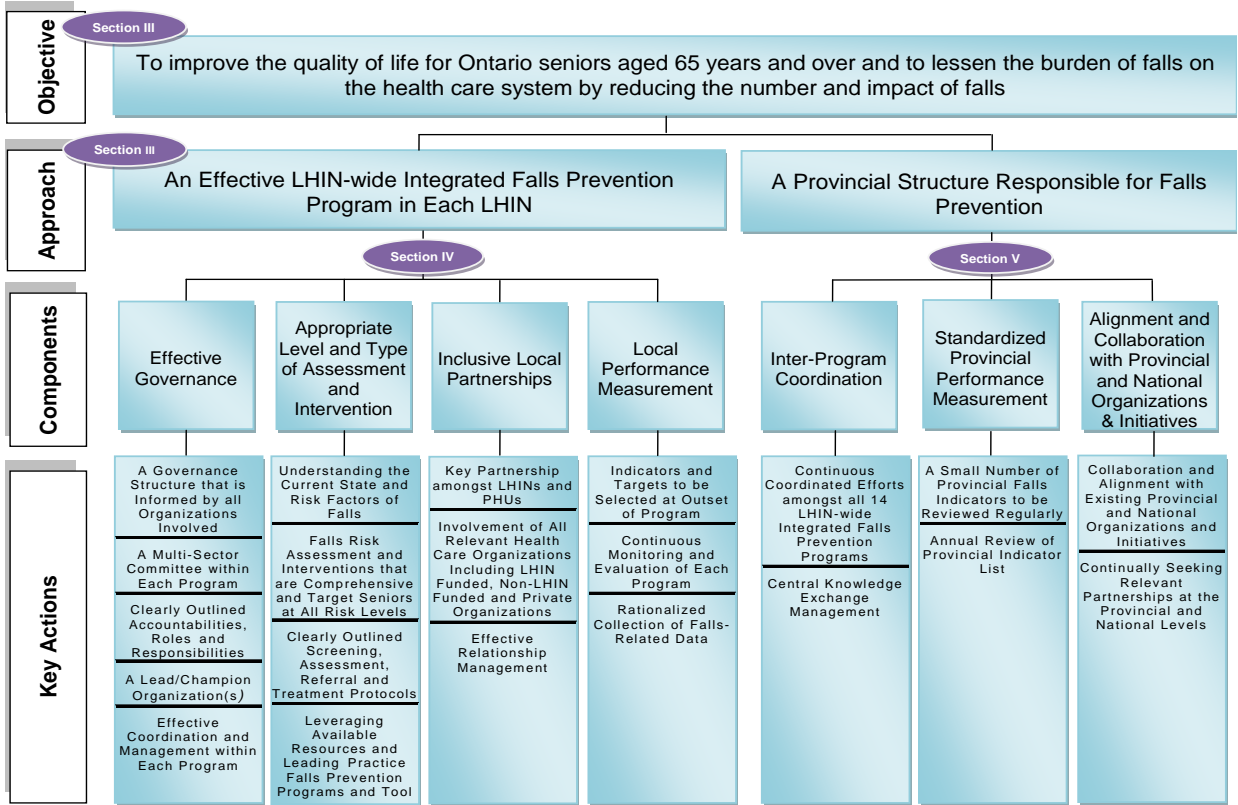 Objective
Section III
To improve the quality of life for Ontario seniors aged 65 years and over and to lessen the burden of falls on
the health care system by reducing the number and impact of falls
Approach
Section III
An Effective LHIN-wide Integrated Falls Prevention
Program in Each LHIN
A Provincial Structure Responsible for Falls
Prevention
Section IV
Section V
Components
Effective
Governance
Appropriate
Level and Type
of Assessment
and
Intervention
Inclusive Local
Partnerships
Local
Performance
Measurement
Inter-Program
Coordination
Standardized
Provincial
Performance
Measurement
Alignment and
Collaboration
with Provincial
and National
Organizations
& Initiatives
Key Actions
A Governance
Structure that is
Informed by all
Organizations
Involved
A Multi-Sector
Committee within
Each Program
Clearly Outlined
Accountabilities,
Roles and
Responsibilities
A Lead/Champion
Organization(s)
Effective
Coordination and
Management within
Each Program
Understanding the
Current State and
Risk Factors of
Falls
Falls Risk
Assessment and
Interventions that
are Comprehensive
and Target Seniors
at All Risk Levels
Clearly Outlined
Screening,
Assessment,
Referral and
Treatment Protocols
Leveraging
Available
Resources and
Leading Practice
Falls Prevention
Programs and Tool
Key Partnership
amongst LHINs and
PHUs
Involvement of All
Relevant Health
Care Organizations
Including LHIN
Funded, Non-LHIN
Funded and Private
Organizations
Effective
Relationship
Management
Indicators and
Targets to be
Selected at Outset
of Program
Continuous
Monitoring and
Evaluation of Each
Program
Rationalized
Collection of Falls-
Related Data
Continuous
Coordinated Efforts
amongst all 14
LHIN-wide
Integrated Falls
Prevention
Programs
Central Knowledge
Exchange
Management
A Small Number of
Provincial Falls
Indicators to be
Reviewed Regularly
Annual Review of
Provincial Indicator
List
Collaboration and
Alignment with
Existing Provincial
and National
Organizations and
Initiatives
Continually Seeking
Relevant
Partnerships at the
Provincial and
National Levels